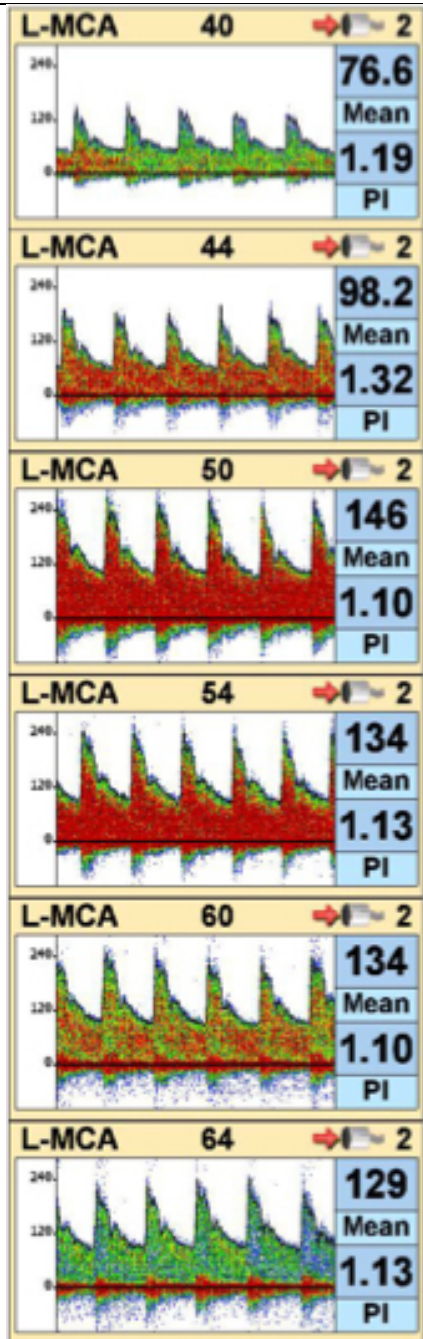 L-MCA 40 2
240
76.6
120
Mean
1.19
0
PI
L-MCA 44 2
240
98.2
120
Mean
1.32
0
PI
L-MCA 50 2
240
146
120
Mean
1.10
0
PI
L-MCA 54 2
240
134
120
Mean
1.13
0
PI
L-MCA 60 2
240
134
120
Mean
1.10
0
PI
L-MCA 64 2
240
129
120
Mean
1.13
0
PI